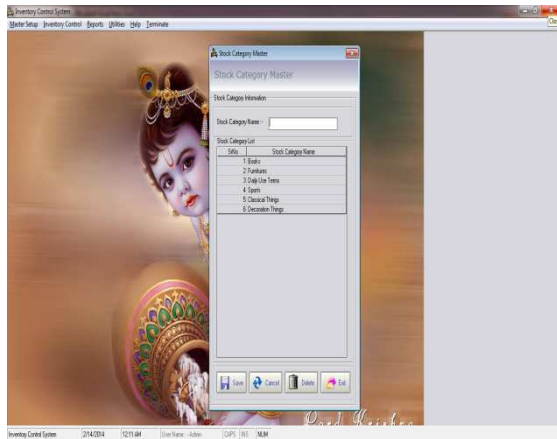 Inventory Control System
Clo
Master Setup Inventory Control Reports Utilities Help Terminate
Stock Category Master
Stock Category Master
Stock Category Information
Stock Category Name :-
Stock Category List
SrNo Stock Category Name
1 Books
2 Furnitures
3 Daily Use Terms
4 Sports
5 Classical Things
6 Decoration Things
Save Cancel Delete Exit
Lord Krishna
Inventory Control System 2/14/2014 12:11 AM User Name : -Admin CAPS INS NUM